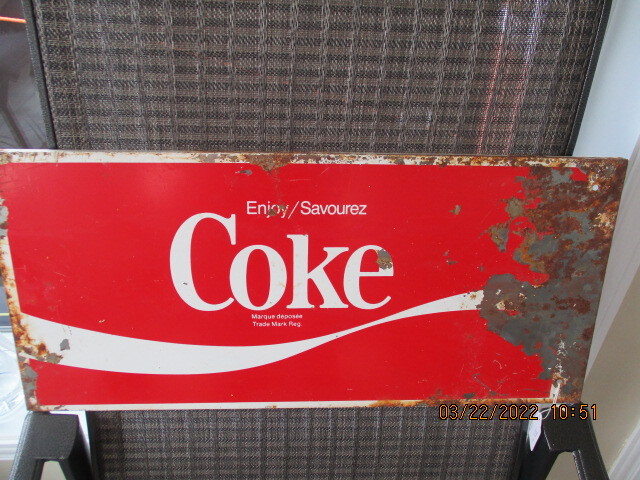 Enjoy/Savourez
Coke
Marque déposée
Trade Mark Reg.
03/22/2022 10:51